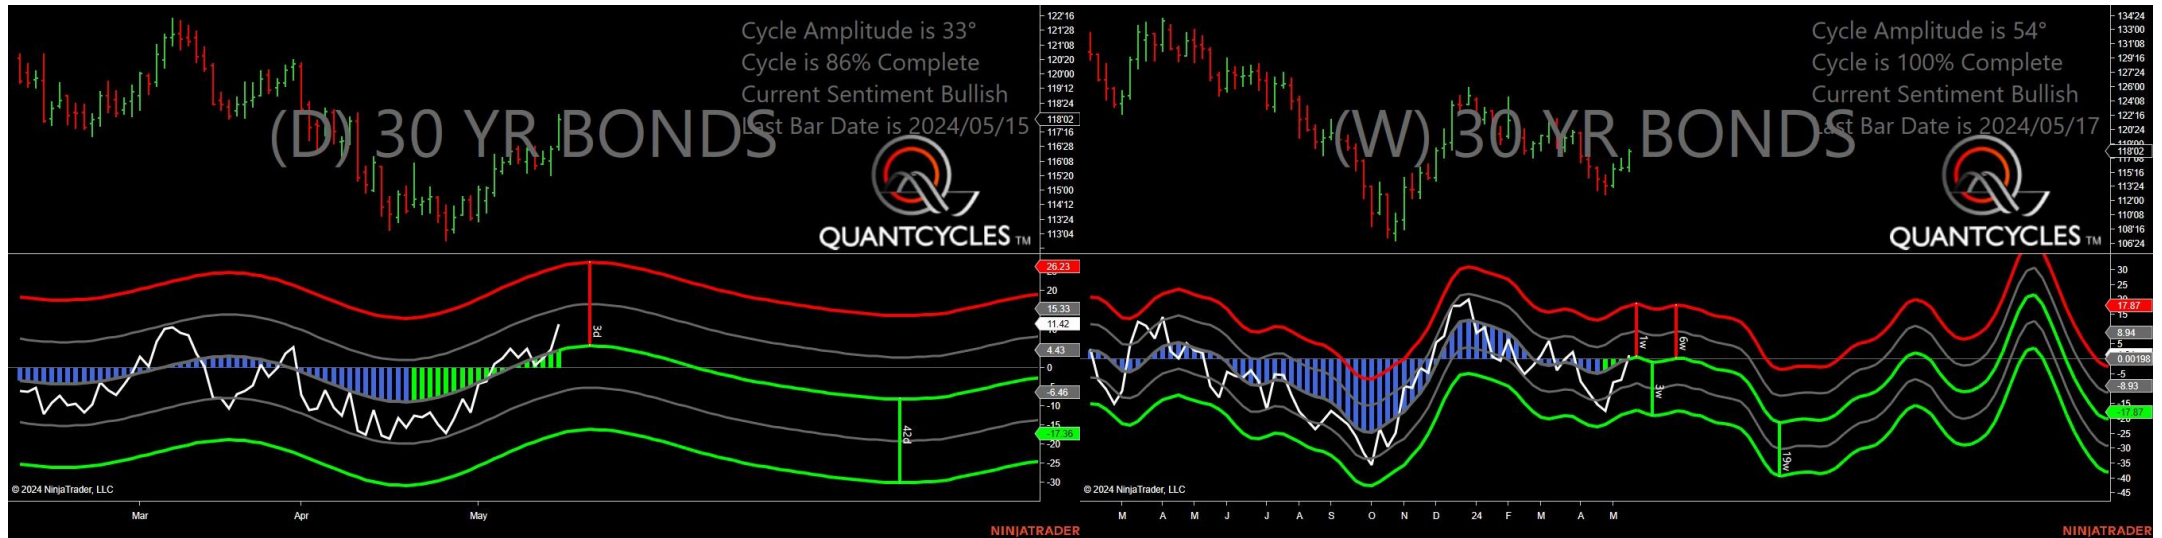 Cycle Amplitude is 33°
Cycle is 86% Complete
Current Sentiment Bullish
Last Bar Date is 2024/05/15
(D) 30 YR BONDS
QUANTCYCLES TM
122'16
121'28
121'08
120'20
120'00
119'12
118'24
118'02
117'16
116'28
116'08
115'20
115'00
114'12
113'24
113'04
26.23
20
15.33
11.42
4.43
0
-6.46
-10
-15
-17.36
-20
-25
-30
3d
42d
© 2024 NinjaTrader, LLC
Mar Apr May
NINJATRADER
Cycle Amplitude is 54°
Cycle is 100% Complete
Current Sentiment Bullish
Last Bar Date is 2024/05/17
(W) 30 YR BONDS
QUANTCYCLES TM
134'24
133'00
131'08
129'16
127'24
126'00
124'08
122'16
120'24
118'02
117'08
115'16
113'24
112'00
110'08
108'16
106'24
30
25
17.87
15
8.94
5
0.00198
-5
-8.93
-17.87
-25
-30
-35
-40
-45
1w
6w
3w
19w
© 2024 NinjaTrader, LLC
M A M J J A S O N D 24 F M A M
NINJATRADER